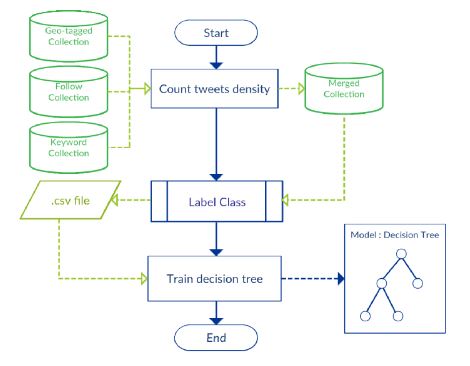 Geo-tagged
Collection
Start
Follow
Collection
Count tweets density
Merged
Collection
Keyword
Collection
.csv file
Label Class
Model : Decision Tree
Train decision tree
End